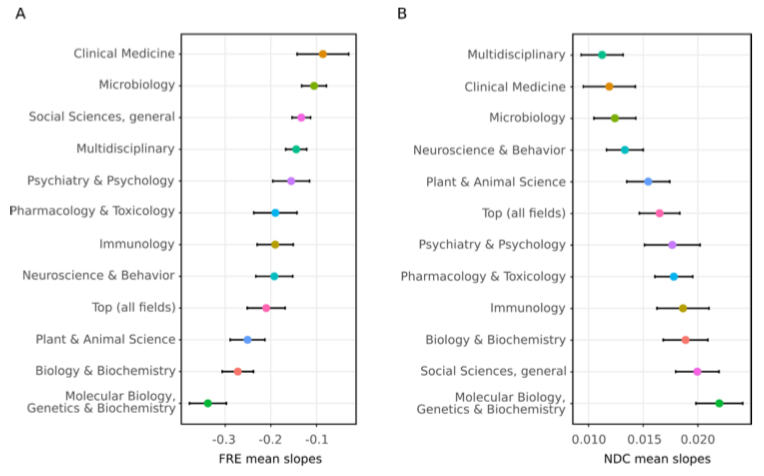 A
Clinical Medicine
Microbiology
Social Sciences, general
Multidisciplinary
Psychiatry & Psychology
Pharmacology & Toxicology
Immunology
Neuroscience & Behavior
Top (all fields)
Plant & Animal Science
Biology & Biochemistry
Molecular Biology,
Genetics & Biochemistry
-0.3 -0.2 -0.1
FRE mean slopes
B
Multidisciplinary
Clinical Medicine
Microbiology
Neuroscience & Behavior
Plant & Animal Science
Top (all fields)
Psychiatry & Psychology
Pharmacology & Toxicology
Immunology
Biology & Biochemistry
Social Sciences, general
Molecular Biology,
Genetics & Biochemistry
0.010 0.015 0.020
NDC mean slopes